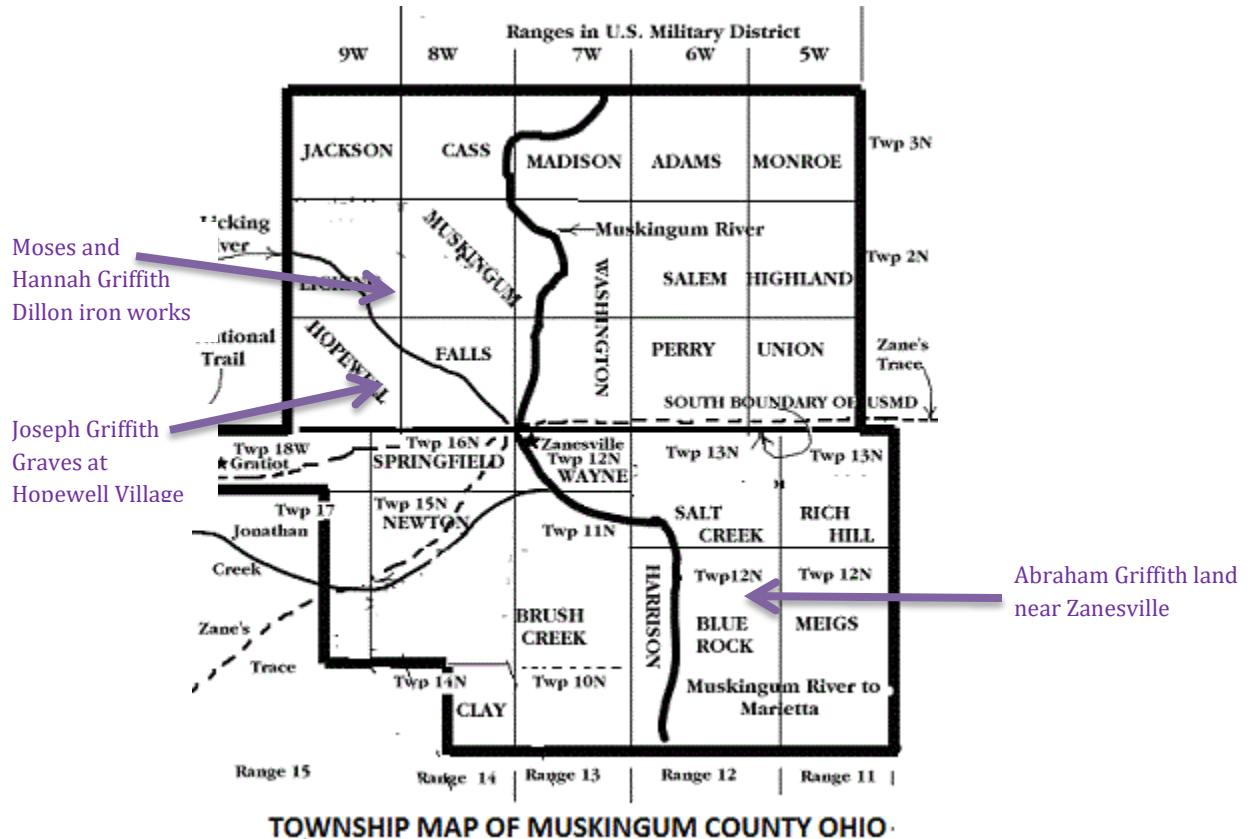 Ranges in U.S. Military District
9W 8W 7W 6W 5W
JACKSON CASS MADISON ADAMS MONROE Twp 3N
Moses and
Hannah Griffith
Dillon iron works
MUSKINGUM
Muskingum River
WASHINGTON
SALEM HIGHLAND
Twp 2N
HOPEWELL
FALLS
PERRY UNION
Zane's
Trace
Trail
SOUTH BOUNDARY OF USMD
Joseph Griffith
Graves at
Hopewell Village
Twp 18W
Gratiot
Twp 16N
SPRINGFIELD
Zanesville
Twp 12N
WAYNE
Twp 13N
Twp 13N
Twp 17
Jonathan
Creek
Twp 15N
NEWTON
Twp 11N
SALT
CREEK
RICH
HILL
HARRISON
Twp12N
Twp 12N
Abraham Griffith land
near Zanesville
Zane's
Trace
BRUSH
CREEK
BLUE
ROCK
MEIGS
Twp 14N
Twp 10N
CLAY
Muskingum River to
Marietta
Range 15 Range 14 Range 13 Range 12 Range 11
TOWNSHIP MAP OF MUSKINGUM COUNTY OHIO